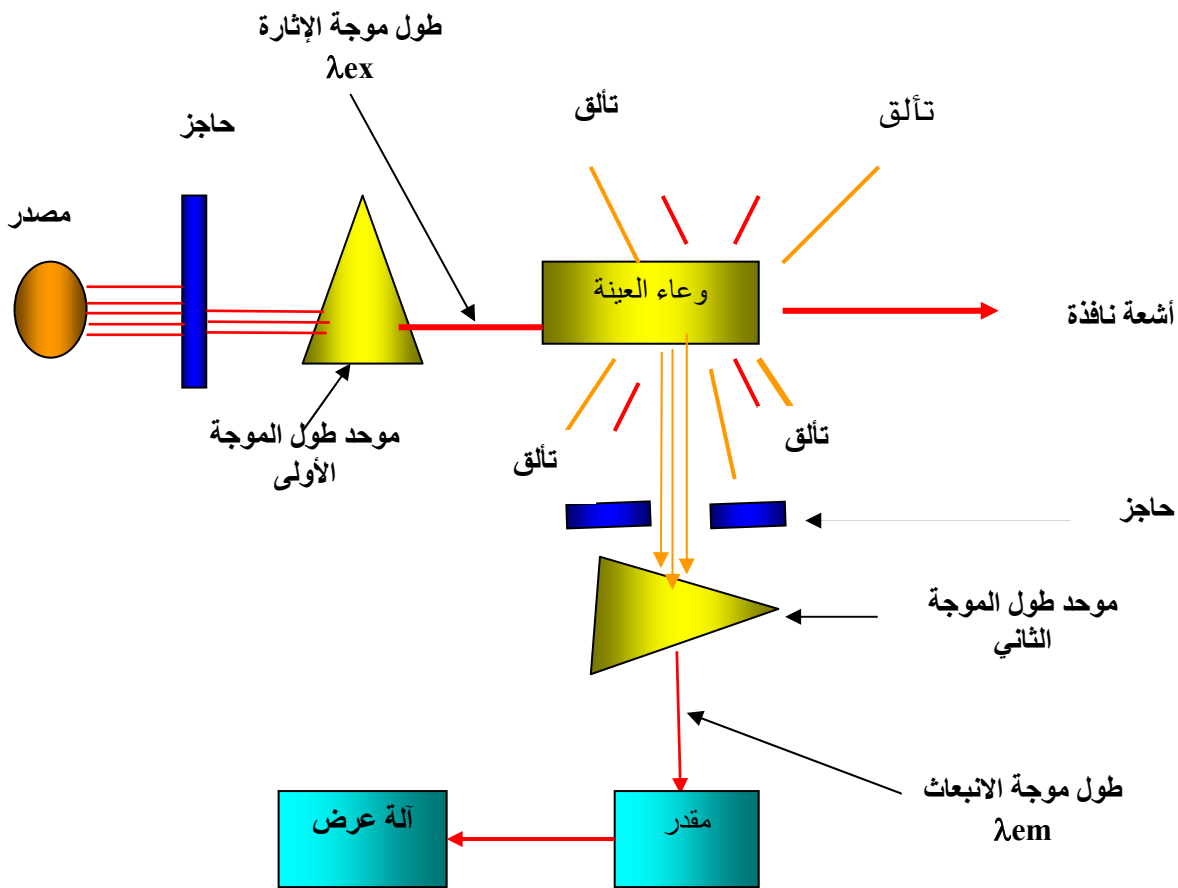 طول موجة الإثارة
λex
تألق
تألق
حاجز
مصدر
وعاء العينة
أشعة نافذة
موحد طول الموجة
الأولى
تألق
تألق
حاجز
موحد طول الموجة
الثاني
طول موجة الانبعاث
λem
مقدر
آلة عرض